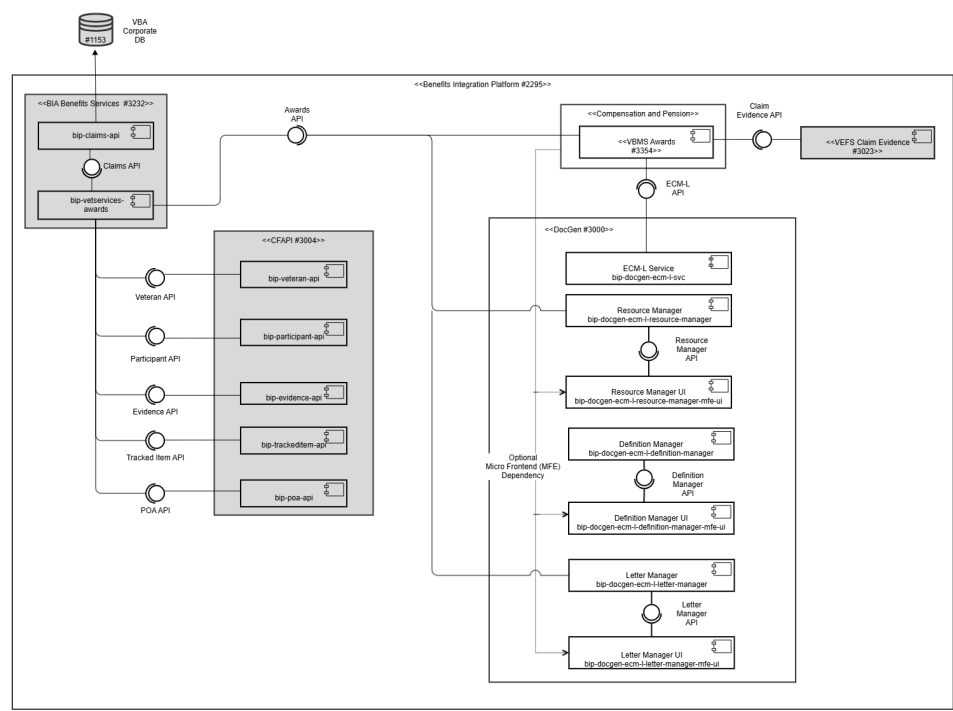 VBA
Corporate
DB
#1153
<<Benefits Integration Platform #2295>>
<<BIA Benefits Services #3232>>
bip-claims-api
Claims API
bip-vetservices-
awards
Awards
API
<<Compensation and Pension>>
<<VBMS Awards
#3354>>
Claim
Evidence API
<<VEFS Claim Evidence
#3023>>
ECM-L
API
<<CFAPI #3004>>
bip-veteran-api
Veteran API
bip-participant-api
Participant API
bip-evidence-api
Evidence API
bip-trackeditem-api
Tracked Item API
bip-poa-api
POA API
<<DocGen #3000>>
ECM-L Service
bip-docgen-ecm-l-svc
Resource Manager
bip-docgen-ecm-l-resource-manager
Resource
Manager
API
Resource Manager UI
bip-docgen-ecm-l-resource-manager-mfe-ui
Optional
Micro Frontend (MFE)
Dependency
Definition Manager
bip-docgen-ecm-l-definition-manager
Definition
Manager
API
Definition Manager UI
bip-docgen-ecm-l-definition-manager-mfe-ui
Letter Manager
bip-docgen-ecm-l-letter-manager
Letter
Manager
API
Letter Manager UI
bip-docgen-ecm-l-letter-manager-mfe-ui